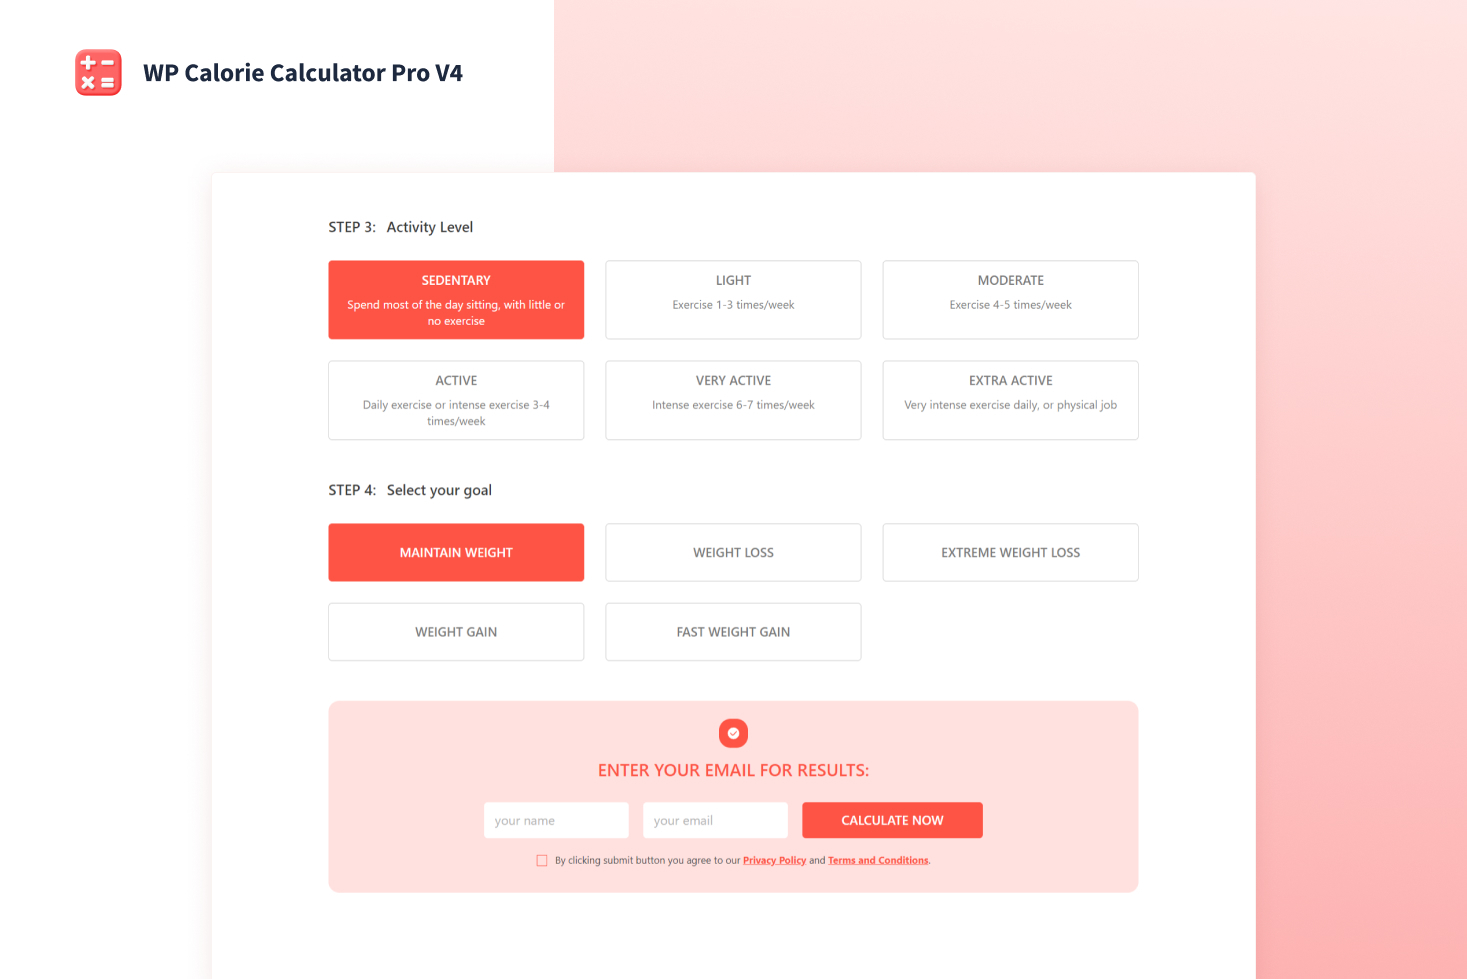 WP Calorie Calculator Pro V4
STEP 3: Activity Level
SEDENTARY
Spend most of the day sitting, with little or
no exercise
LIGHT
Exercise 1-3 times/week
MODERATE
Exercise 4-5 times/week
ACTIVE
Daily exercise or intense exercise 3-4
times/week
VERY ACTIVE
Intense exercise 6-7 times/week
EXTRA ACTIVE
Very intense exercise daily, or physical job
STEP 4: Select your goal
MAINTAIN WEIGHT
WEIGHT LOSS
EXTREME WEIGHT LOSS
WEIGHT GAIN
FAST WEIGHT GAIN
ENTER YOUR EMAIL FOR RESULTS:
your name
your email
CALCULATE NOW
By clicking submit button you agree to our Privacy Policy and Terms and Conditions.